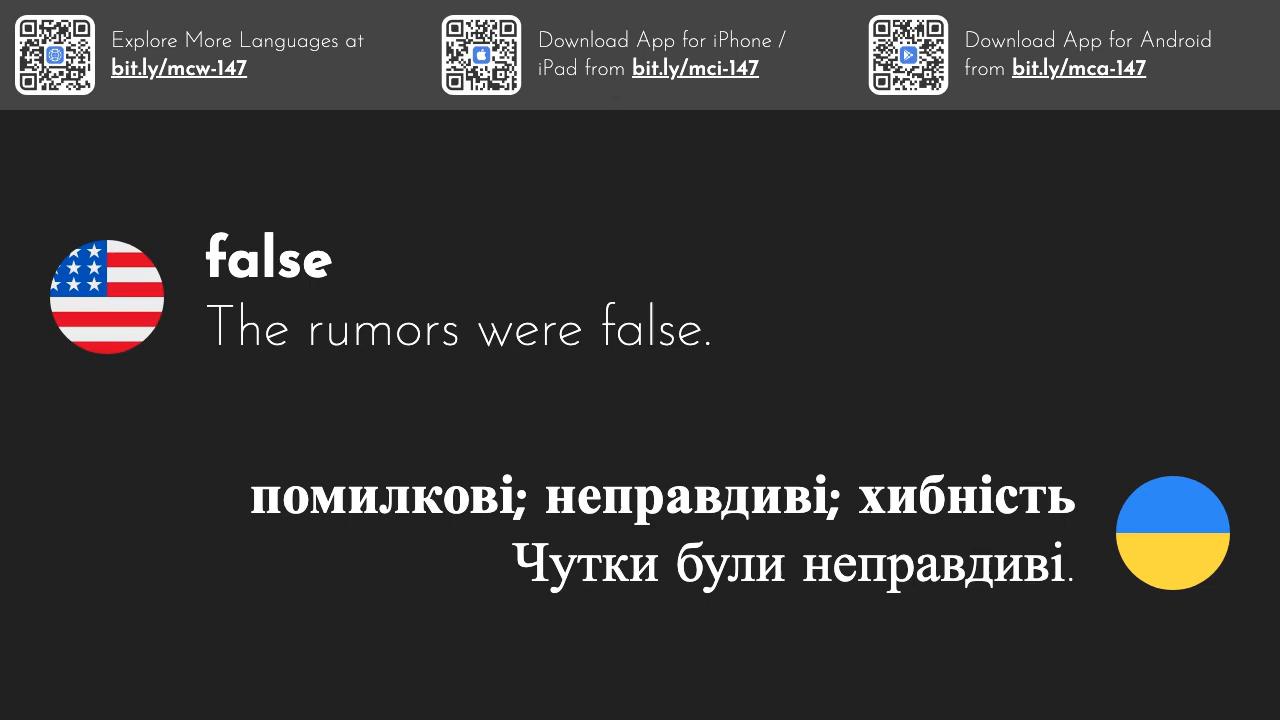 Explore More Languages at
bit.ly/mcw-147
Download App for iPhone /
iPad from bit.ly/mci-147
Download App for Android
from bit.ly/mca-147
false
The rumors were false.
помилкові; неправдиві; хибність
Чутки були неправдиві.